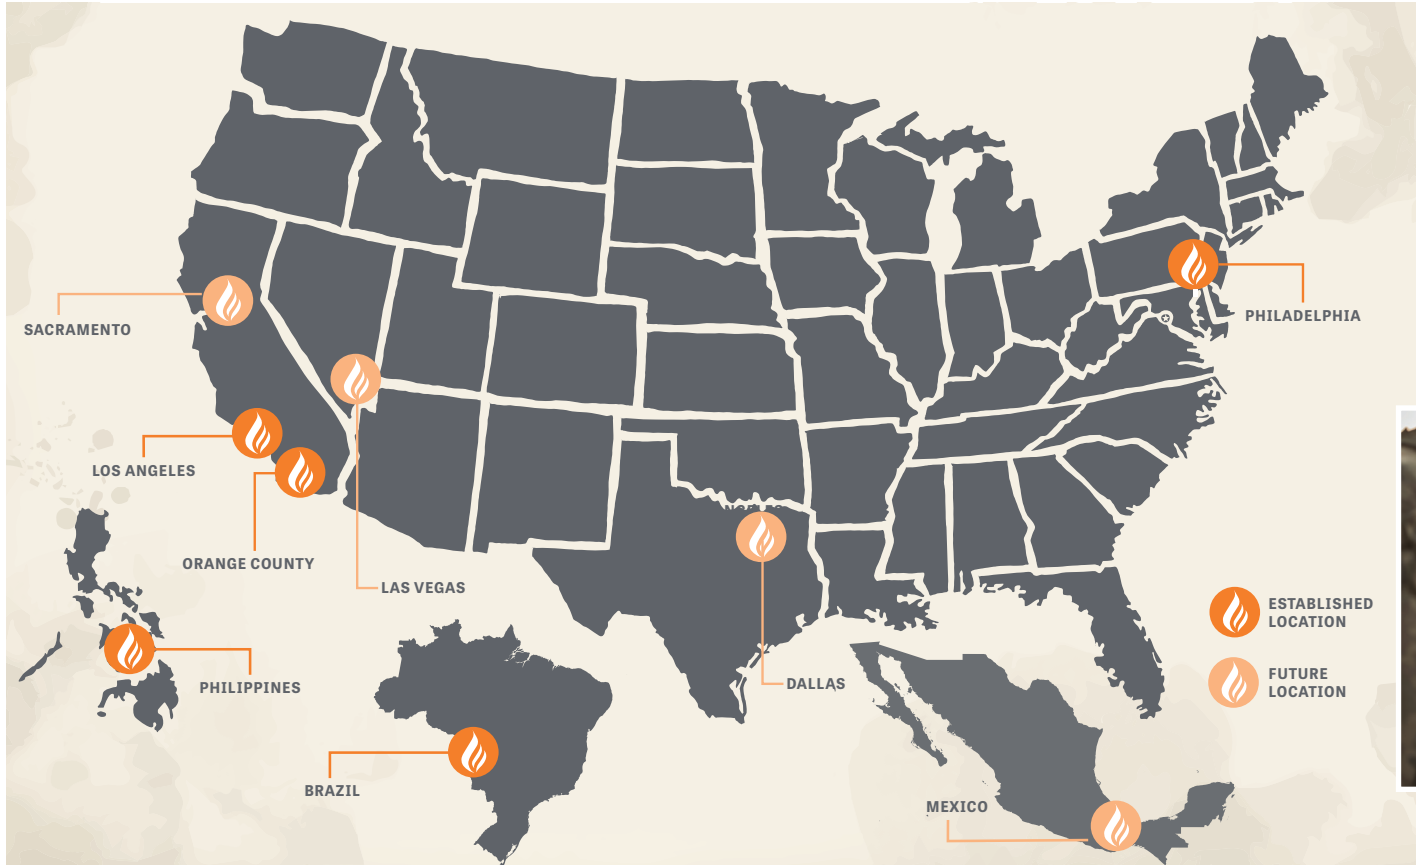 SACRAMENTO
PHILADELPHIA
LOS ANGELES
ORANGE COUNTY
LAS VEGAS
ESTABLISHED
LOCATION
FUTURE
LOCATION
PHILIPPINES
DALLAS
BRAZIL
MEXICO